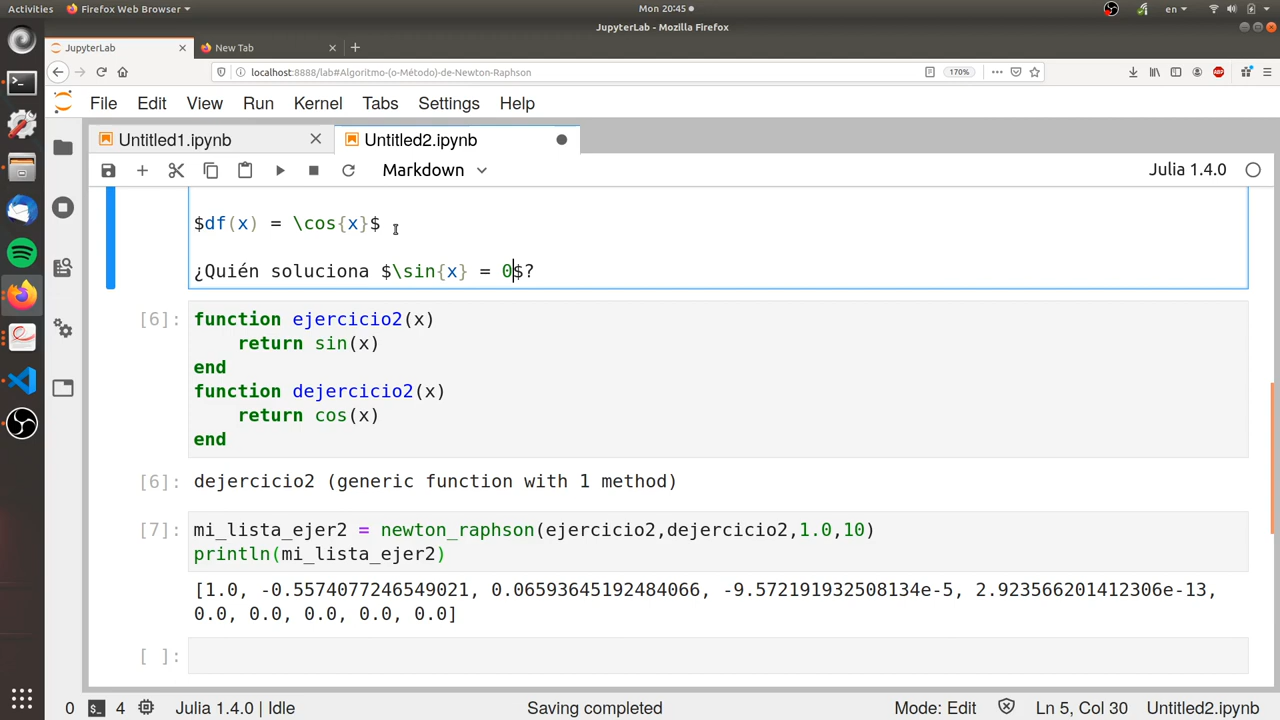 Activities Firefox Web Browser Mon 20:45 en
JupyterLab - Mozilla Firefox
JupyterLab New Tab
localhost:8888/lab#Algoritmo-(o-Método)-de-Newton-Raphson 170%
File Edit View Run Kernel Tabs Settings Help
Untitled1.ipynb Untitled2.ipynb
Markdown Julia 1.4.0
$df(x) = \cos{x}$
¿Quién soluciona $\sin{x} = 0$?
[6]: function ejercicio2(x)
return sin(x)
end
function dejercicio2(x)
return cos(x)
end
[6]: dejercicio2 (generic function with 1 method)
[7]: mi_lista_ejer2 = newton_raphson(ejercicio2,dejercicio2,1.0,10)
println(mi_lista_ejer2)
[1.0, -0.5574077246549021, 0.06593645192484066, -9.572191932508134e-5, 2.923566201412306e-13,
0.0, 0.0, 0.0, 0.0, 0.0]
[ ]:
0 4 Julia 1.4.0 | Idle Saving completed Mode: Edit Ln 5, Col 30 Untitled2.ipynb